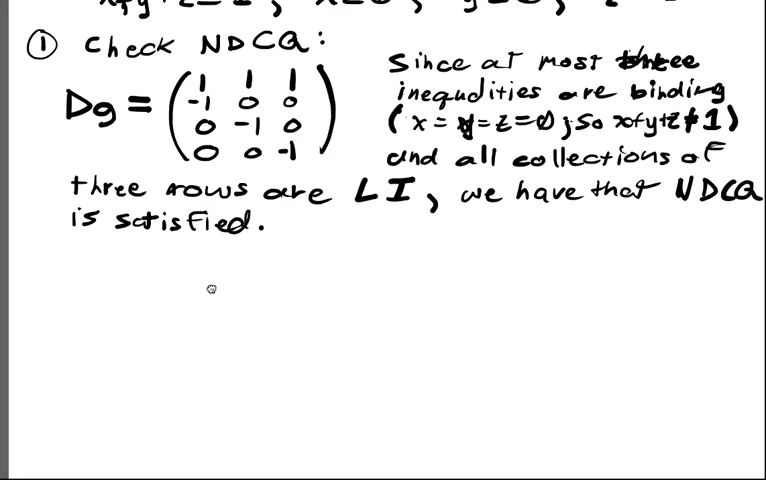 ① Check NDCQ:
Dg = ( 1 1 1
-1 0 0
0 -1 0
0 0 -1 )
Since at most three
inequalities are binding
( x = y = z = 0 ; so x+y+z ≠ 1 )
and all collections of
three rows are LI, we have that NDCQ
is satisfied.